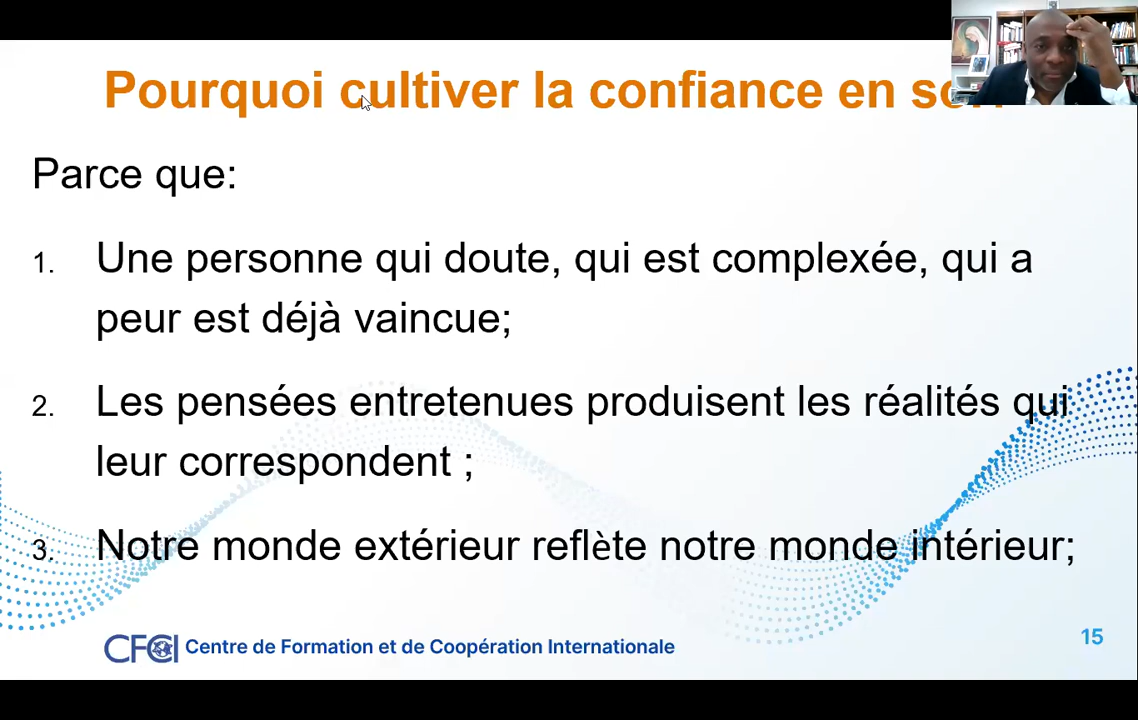 Pourquoi cultiver la confiance en
Parce que:
1. Une personne qui doute, qui est complexée, qui a
peur est déjà vaincue;
2. Les pensées entretenues produisent les réalités qui
leur correspondent ;
3. Notre monde extérieur reflète notre monde intérieur;
CFCI Centre de Formation et de Coopération Internationale
15